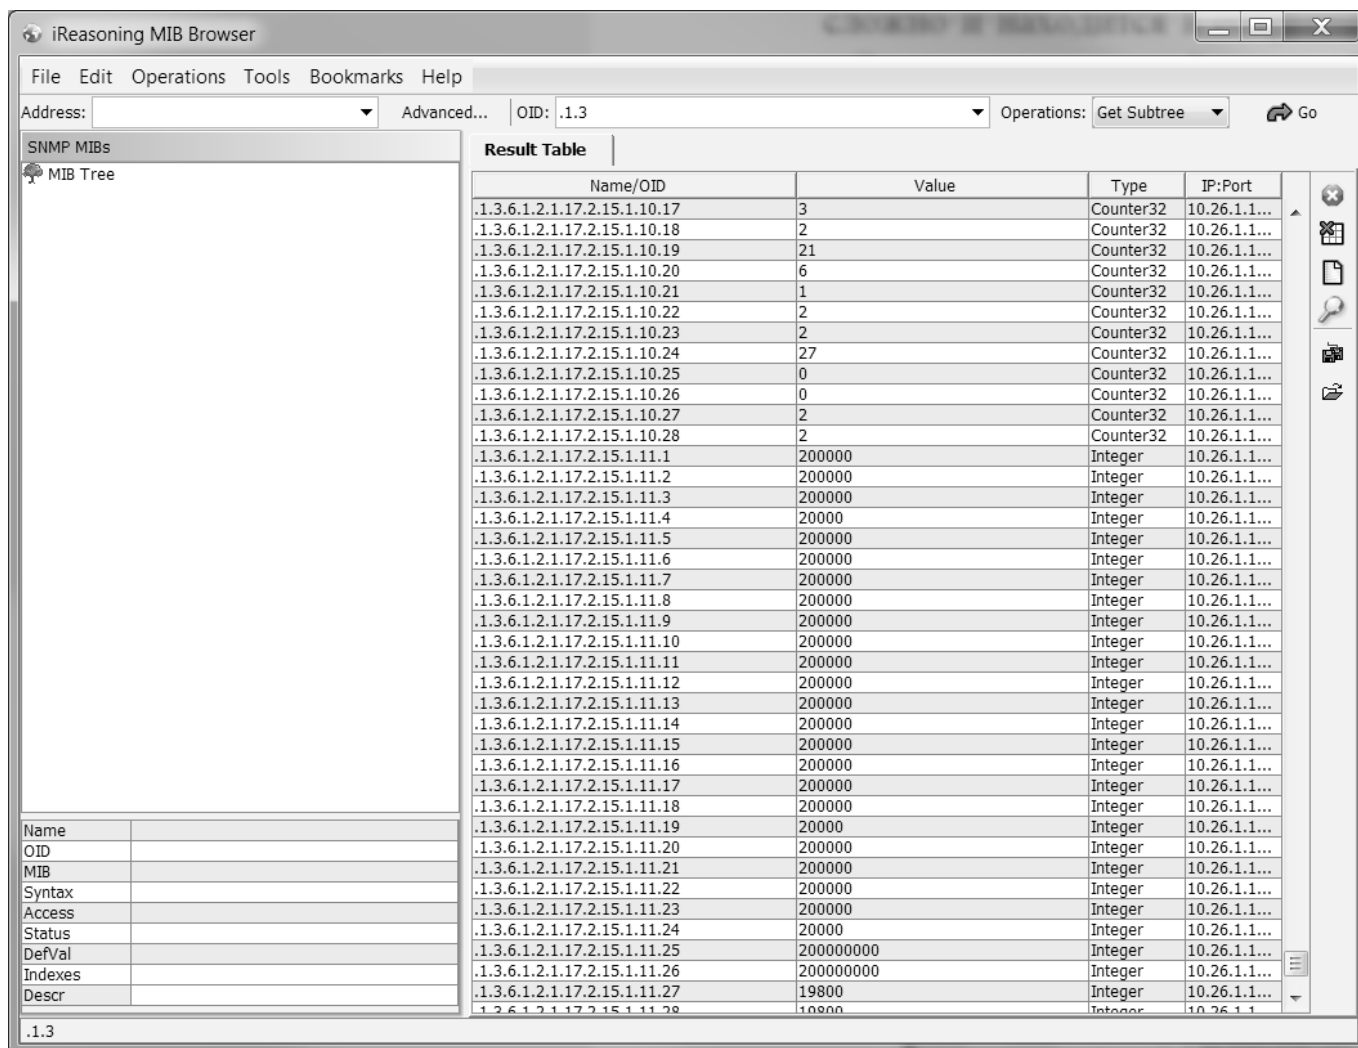 iReasoning MIB Browser
File Edit Operations Tools Bookmarks Help
Address: Advanced... OID: .1.3 Operations: Get Subtree Go
SNMP MIBs
MIB Tree
Result Table
Name/OID Value Type IP:Port
.1.3.6.1.2.1.17.2.15.1.10.17 3 Counter32 10.26.1.1...
.1.3.6.1.2.1.17.2.15.1.10.18 2 Counter32 10.26.1.1...
.1.3.6.1.2.1.17.2.15.1.10.19 21 Counter32 10.26.1.1...
.1.3.6.1.2.1.17.2.15.1.10.20 6 Counter32 10.26.1.1...
.1.3.6.1.2.1.17.2.15.1.10.21 1 Counter32 10.26.1.1...
.1.3.6.1.2.1.17.2.15.1.10.22 2 Counter32 10.26.1.1...
.1.3.6.1.2.1.17.2.15.1.10.23 2 Counter32 10.26.1.1...
.1.3.6.1.2.1.17.2.15.1.10.24 27 Counter32 10.26.1.1...
.1.3.6.1.2.1.17.2.15.1.10.25 0 Counter32 10.26.1.1...
.1.3.6.1.2.1.17.2.15.1.10.26 0 Counter32 10.26.1.1...
.1.3.6.1.2.1.17.2.15.1.10.27 2 Counter32 10.26.1.1...
.1.3.6.1.2.1.17.2.15.1.10.28 2 Counter32 10.26.1.1...
.1.3.6.1.2.1.17.2.15.1.11.1 200000 Integer 10.26.1.1...
.1.3.6.1.2.1.17.2.15.1.11.2 200000 Integer 10.26.1.1...
.1.3.6.1.2.1.17.2.15.1.11.3 200000 Integer 10.26.1.1...
.1.3.6.1.2.1.17.2.15.1.11.4 20000 Integer 10.26.1.1...
.1.3.6.1.2.1.17.2.15.1.11.5 200000 Integer 10.26.1.1...
.1.3.6.1.2.1.17.2.15.1.11.6 200000 Integer 10.26.1.1...
.1.3.6.1.2.1.17.2.15.1.11.7 200000 Integer 10.26.1.1...
.1.3.6.1.2.1.17.2.15.1.11.8 200000 Integer 10.26.1.1...
.1.3.6.1.2.1.17.2.15.1.11.9 200000 Integer 10.26.1.1...
.1.3.6.1.2.1.17.2.15.1.11.10 200000 Integer 10.26.1.1...
.1.3.6.1.2.1.17.2.15.1.11.11 200000 Integer 10.26.1.1...
.1.3.6.1.2.1.17.2.15.1.11.12 200000 Integer 10.26.1.1...
.1.3.6.1.2.1.17.2.15.1.11.13 200000 Integer 10.26.1.1...
.1.3.6.1.2.1.17.2.15.1.11.14 200000 Integer 10.26.1.1...
.1.3.6.1.2.1.17.2.15.1.11.15 200000 Integer 10.26.1.1...
.1.3.6.1.2.1.17.2.15.1.11.16 200000 Integer 10.26.1.1...
.1.3.6.1.2.1.17.2.15.1.11.17 200000 Integer 10.26.1.1...
.1.3.6.1.2.1.17.2.15.1.11.18 200000 Integer 10.26.1.1...
.1.3.6.1.2.1.17.2.15.1.11.19 20000 Integer 10.26.1.1...
.1.3.6.1.2.1.17.2.15.1.11.20 200000 Integer 10.26.1.1...
.1.3.6.1.2.1.17.2.15.1.11.21 200000 Integer 10.26.1.1...
.1.3.6.1.2.1.17.2.15.1.11.22 200000 Integer 10.26.1.1...
.1.3.6.1.2.1.17.2.15.1.11.23 200000 Integer 10.26.1.1...
.1.3.6.1.2.1.17.2.15.1.11.24 20000 Integer 10.26.1.1...
.1.3.6.1.2.1.17.2.15.1.11.25 200000000 Integer 10.26.1.1...
.1.3.6.1.2.1.17.2.15.1.11.26 200000000 Integer 10.26.1.1...
.1.3.6.1.2.1.17.2.15.1.11.27 19800 Integer 10.26.1.1...
.1.3.6.1.2.1.17.2.15.1.11.28 19800 Integer 10.26.1.1...
Name
OID
MIB
Syntax
Access
Status
DefVal
Indexes
Descr
.1.3